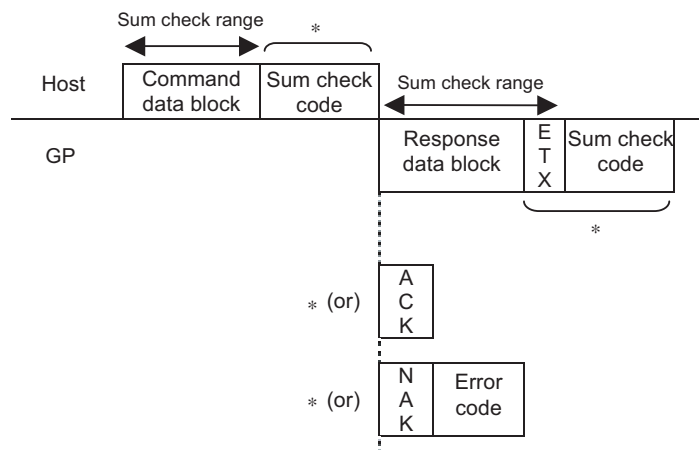 Sum check range
*
Host
Command
data block
Sum check
code
Sum check range
GP
Response
data block
E
T
X
Sum check
code
*
* (or)
A
C
K
* (or)
N
A
K
Error
code